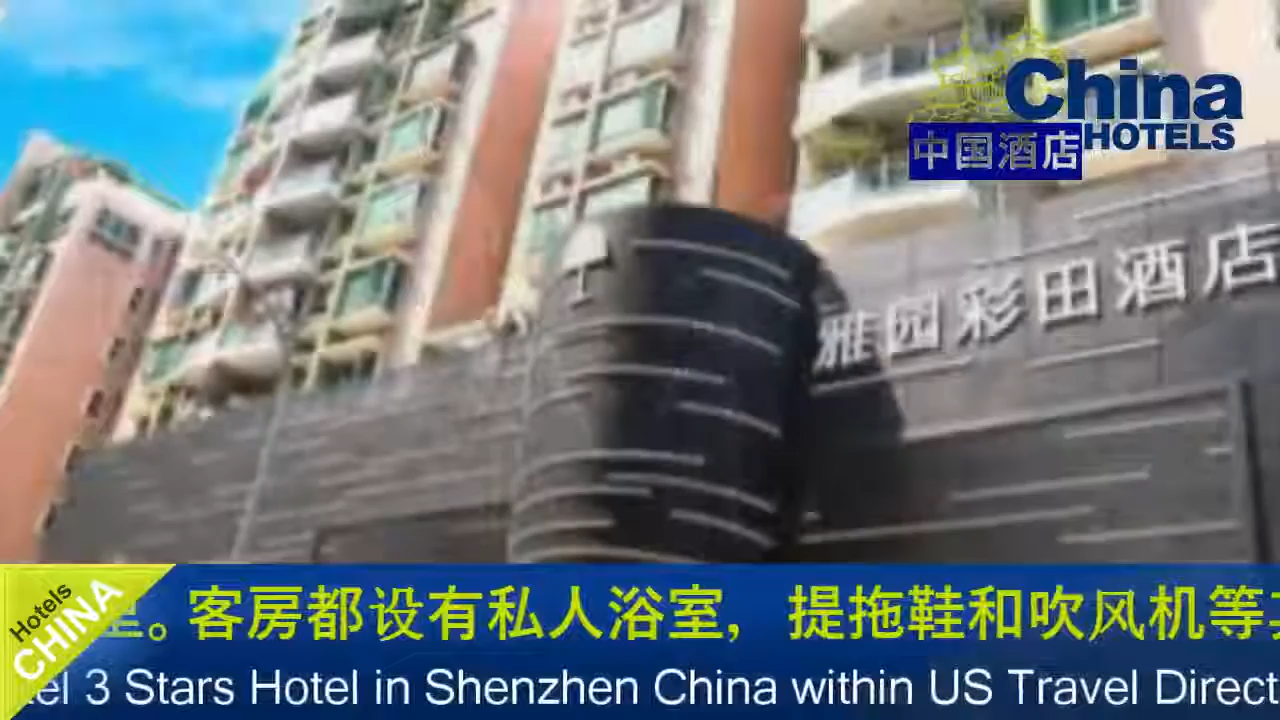 China
HOTELS
中国酒店
雅园彩田酒店
Hotels
CHINA
。客房都设有私人浴室，提拖鞋和吹风机等
3 Stars Hotel in Shenzhen China within US Travel